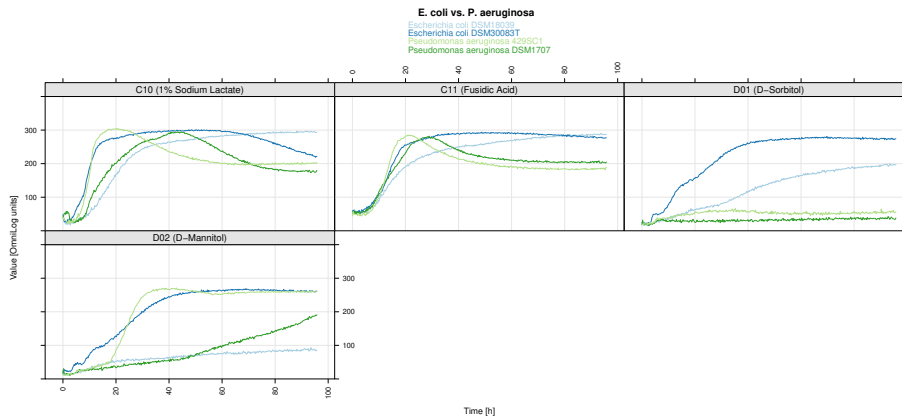 E. coli vs. P. aeruginosa
Escherichia coli DSM18039
Escherichia coli DSM30083T
Pseudomonas aeruginosa 429SC1
Pseudomonas aeruginosa DSM1707
0 20 40 60 80 100
C10 (1% Sodium Lactate)
C11 (Fusidic Acid)
D01 (D-Sorbitol)
300
200
100
D02 (D-Mannitol)
300
200
100
0 20 40 60 80 100
Value [OmniLog units]
Time [h]